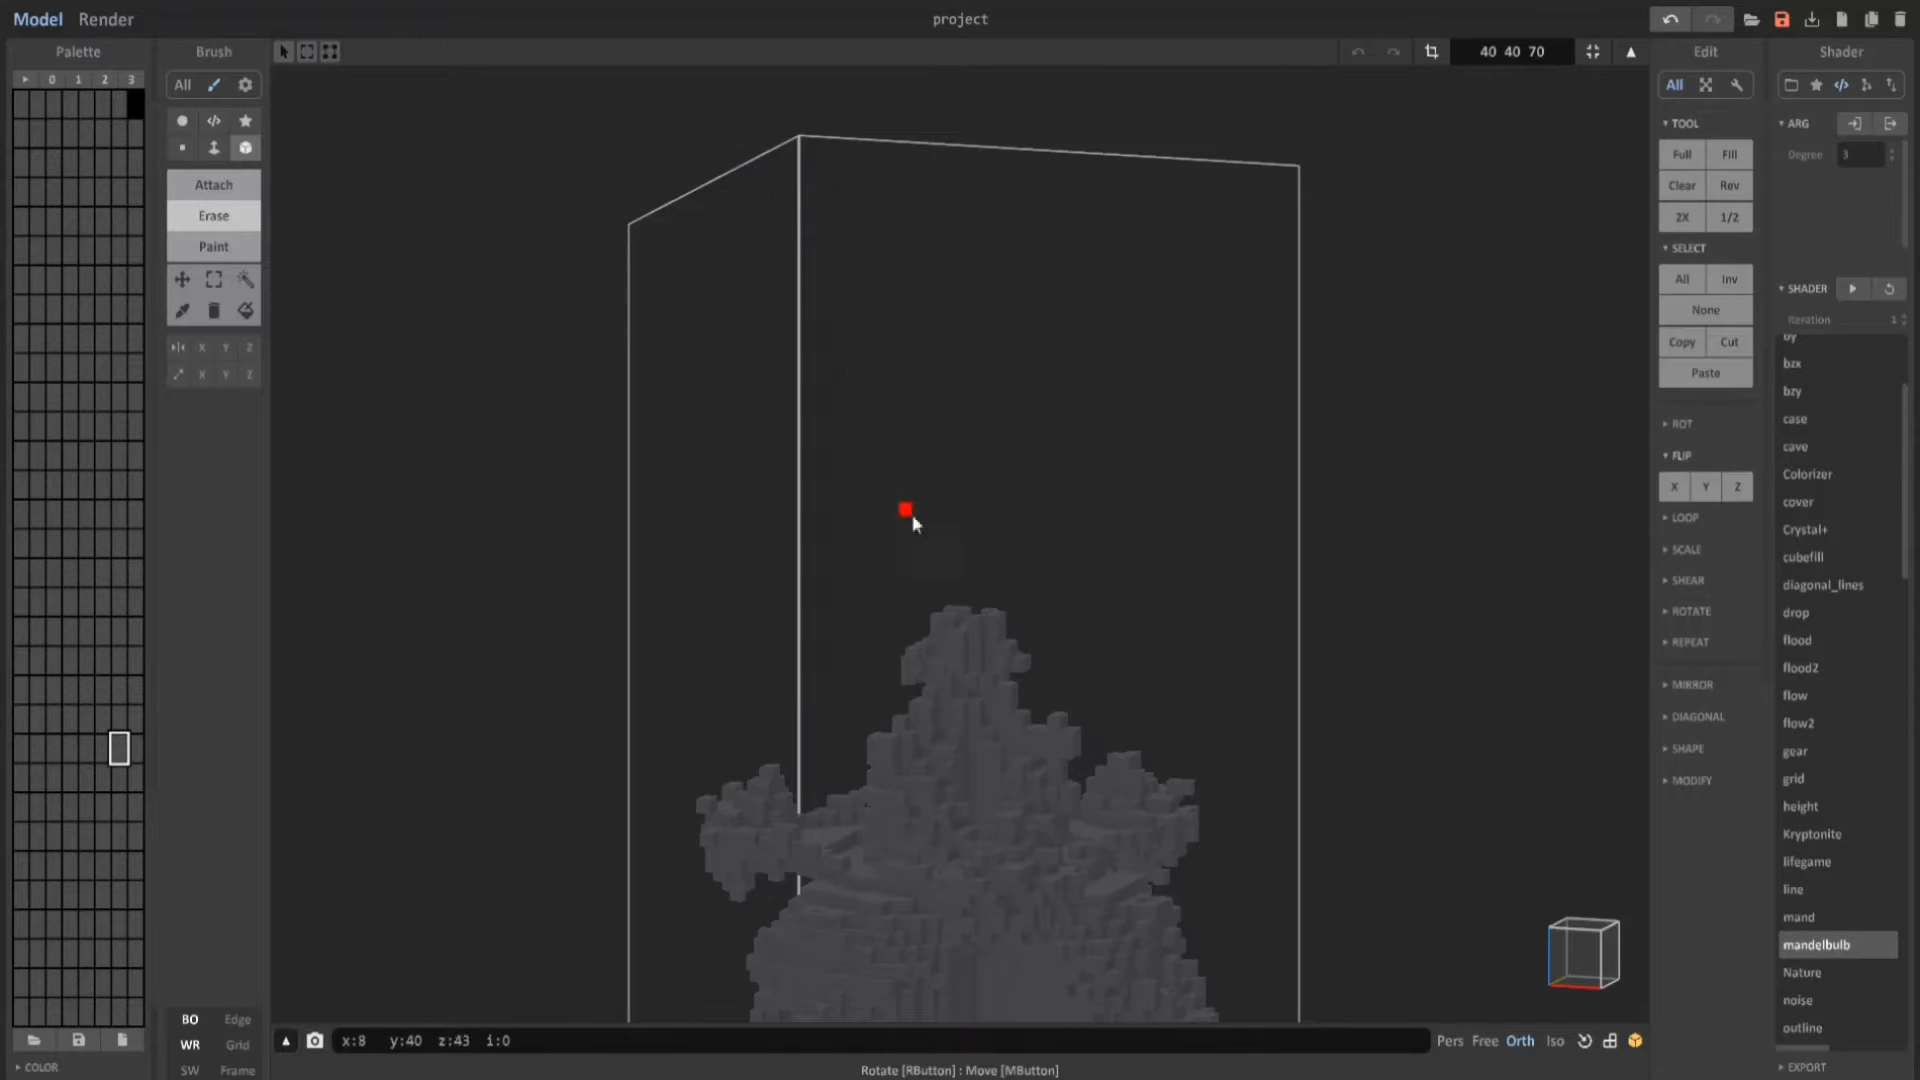 Model Render
project
Palette
0 1 2 3
COLOR
Brush
All
Attach
Erase
Paint
X Y Z
X Y Z
BO Edge
WR Grid
SW Frame
40 40 70
x:8 y:40 z:43 i:0
Pers Free Orth Iso
Rotate [RButton] : Move [MButton]
Edit
All
TOOL
Full Fill
Clear Rev
2X 1/2
SELECT
All Inv
None
Copy Cut
Paste
ROT
FLIP
X Y Z
LOOP
SCALE
SHEAR
ROTATE
REPEAT
MIRROR
DIAGONAL
SHAPE
MODIFY
Shader
ARG
Degree 3
SHADER
Iteration 1
by
bzx
bzy
case
cave
Colorizer
cover
Crystal+
cubefill
diagonal_lines
drop
flood
flood2
flow
flow2
gear
grid
height
Kryptonite
lifegame
line
mand
mandelbulb
Nature
noise
outline
EXPORT